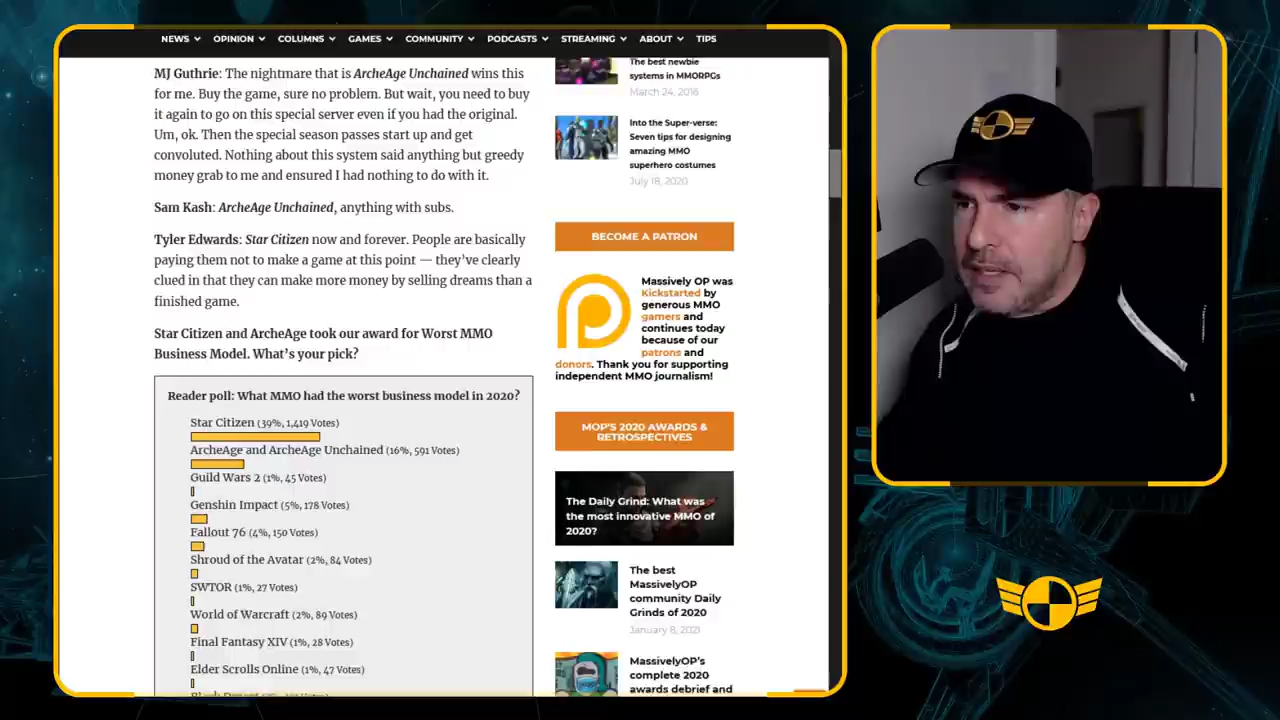 NEWS OPINION COLUMNS GAMES COMMUNITY PODCASTS STREAMING ABOUT TIPS
MJ Guthrie: The nightmare that is ArcheAge Unchained wins this
for me. Buy the game, sure no problem. But wait, you need to buy
it again to go on this special server even if you had the original.
Um, ok. Then the special season passes start up and get
convoluted. Nothing about this system said anything but greedy
money grab to me and ensured I had nothing to do with it.
Sam Kash: ArcheAge Unchained, anything with subs.
Tyler Edwards: Star Citizen now and forever. People are basically
paying them not to make a game at this point — they've clearly
clued in that they can make more money by selling dreams than a
finished game.
Star Citizen and ArcheAge took our award for Worst MMO
Business Model. What's your pick?
Reader poll: What MMO had the worst business model in 2020?
Star Citizen (39%, 1,419 Votes)
ArcheAge and ArcheAge Unchained (16%, 591 Votes)
Guild Wars 2 (1%, 45 Votes)
Genshin Impact (5%, 178 Votes)
Fallout 76 (4%, 150 Votes)
Shroud of the Avatar (2%, 84 Votes)
SWTOR (1%, 27 Votes)
World of Warcraft (2%, 89 Votes)
Final Fantasy XIV (1%, 28 Votes)
Elder Scrolls Online (1%, 47 Votes)
The best newbie
systems in MMORPGs
March 24, 2016
Into the Super-verse:
Seven tips for designing
amazing MMO
superhero costumes
July 18, 2020
BECOME A PATRON
Massively OP was
Kickstarted by
generous MMO
gamers and
continues today
because of our
patrons and
donors. Thank you for supporting
independent MMO journalism!
MOP'S 2020 AWARDS &
RETROSPECTIVES
The Daily Grind: What was
the most innovative MMO of
2020?
The best
MassivelyOP
community Daily
Grinds of 2020
January 8, 2021
MassivelyOP's
complete 2020
awards debrief and